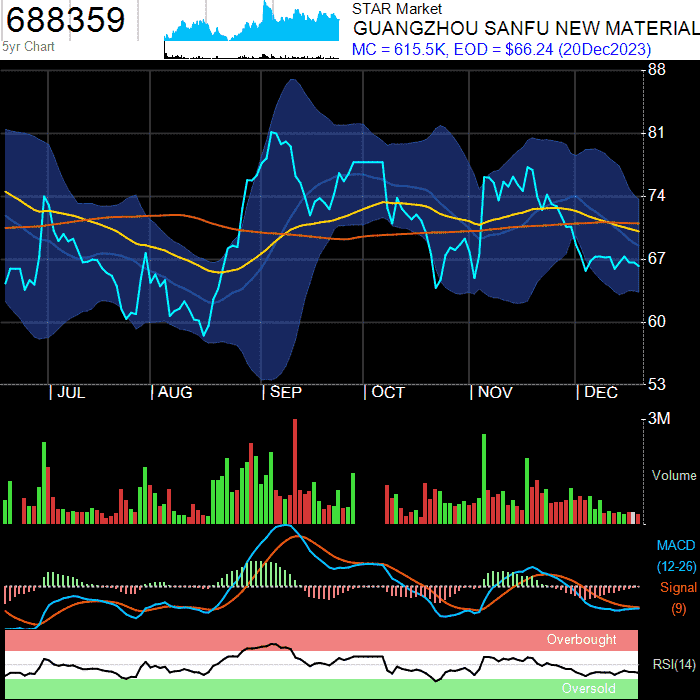 688359
STAR Market
GUANGZHOU SANFU NEW MATERIAL
5yr Chart
MC = 615.5K, EOD = $66.24 (20Dec2023)
88
81
74
67
60
53
| JUL | AUG | SEP | OCT | NOV | DEC
3M
Volume
MACD
(12-26)
Signal
(9)
Overbought
RSI(14)
Oversold